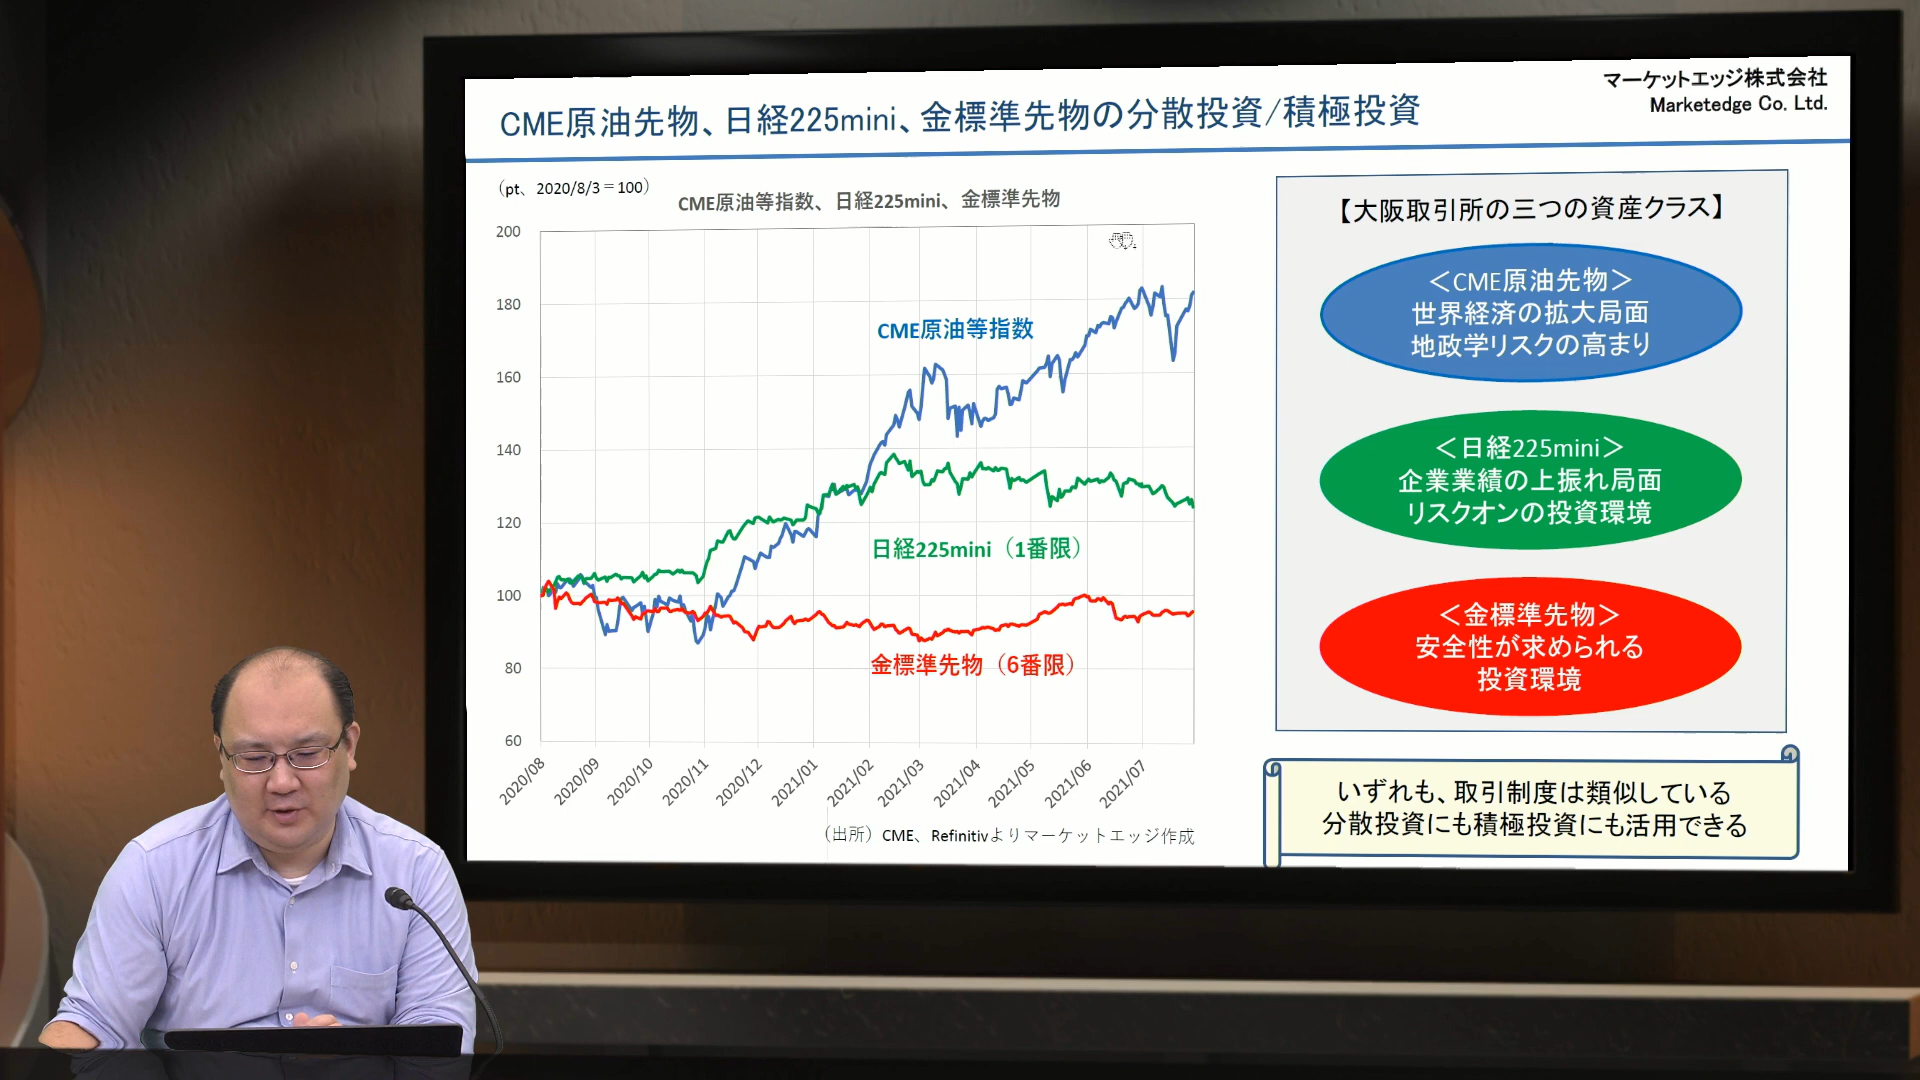 マーケットエッジ株式会社
Marketedge Co. Ltd.
CME原油先物、日経225mini、金標準先物の分散投資/積極投資
（pt、2020/8/3＝100）
CME原油等指数、日経225mini、金標準先物
200
180
160
140
120
100
80
60
CME原油等指数
日経225mini（1番限）
金標準先物（6番限）
2020/08
2020/09
2020/10
2020/11
2020/12
2021/01
2021/02
2021/03
2021/04
2021/05
2021/06
2021/07
（出所）CME、Refinitivよりマーケットエッジ作成
【大阪取引所の三つの資産クラス】
＜CME原油先物＞
世界経済の拡大局面
地政学リスクの高まり
＜日経225mini＞
企業業績の上振れ局面
リスクオンの投資環境
＜金標準先物＞
安全性が求められる
投資環境
いずれも、取引制度は類似している
分散投資にも積極投資にも活用できる